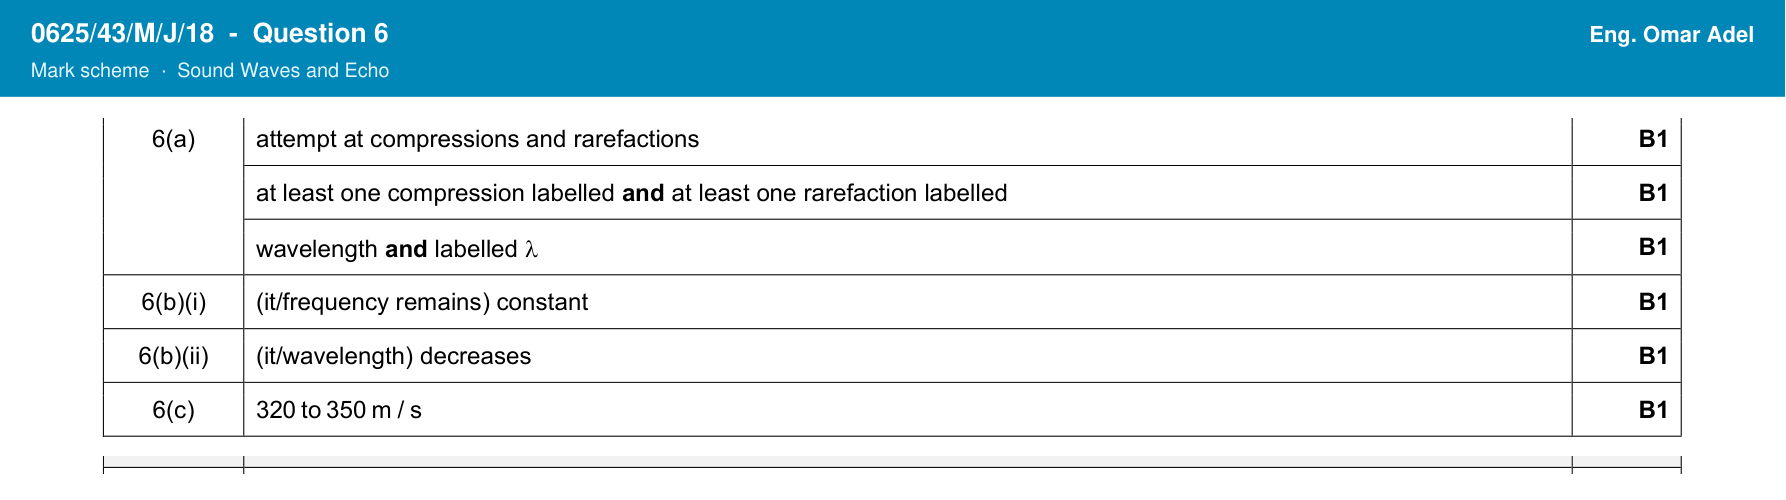 0625/43/M/J/18 - Question 6
Eng. Omar Adel
Mark scheme · Sound Waves and Echo
6(a) attempt at compressions and rarefactions B1
at least one compression labelled and at least one rarefaction labelled B1
wavelength and labelled λ B1
6(b)(i) (it/frequency remains) constant B1
6(b)(ii) (it/wavelength) decreases B1
6(c) 320 to 350 m / s B1